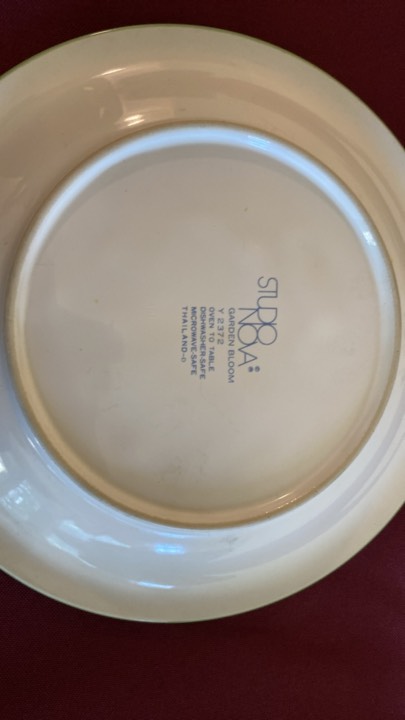 STUDIO
NOVA®
GARDEN BLOOM
Y 2372
OVEN TO TABLE
DISHWASHER-SAFE
MICROWAVE-SAFE
THAILAND-©